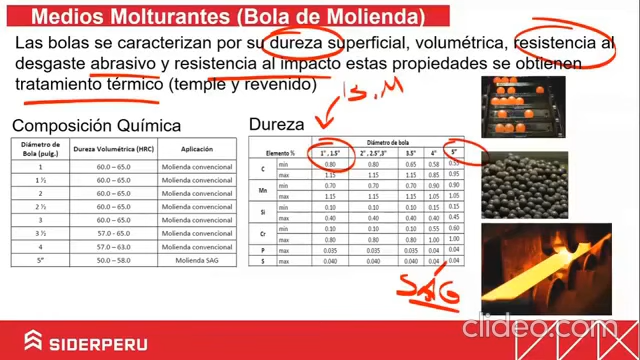 Medios Molturantes (Bola de Molienda)
Las bolas se caracterizan por su dureza superficial, volumétrica, resistencia al
desgaste abrasivo y resistencia al impacto estas propiedades se obtienen
tratamiento térmico (temple y revenido)
B.M
Composición Química
Diámetro de Bola (pulg.) Dureza Volumétrica (HRC) Aplicación
1 60.0 – 65.0 Molienda convencional
1 ½ 60.0 – 65.0 Molienda convencional
2 60.0 – 65.0 Molienda convencional
2 ½ 60.0 – 65.0 Molienda convencional
3 60.0 – 65.0 Molienda convencional
3 ½ 57.0 – 65.0 Molienda convencional
4 57.0 – 63.0 Molienda convencional
5" 50.0 – 58.0 Molienda SAG
Dureza
Diámetro de bola
Elemento % 1" , 1.5" 2" , 2.5",3" 3.5" 4" 5"
C min 0.80 0.80 0.65 0.58 0.55
max 1.15 1.15 1.15 0.85 0.95
Mn min 0.70 0.70 0.70 0.90 0.90
max 1.05 1.05 1.05 1.05 1.05
Si min 0.10 0.10 0.10 0.15 0.15
max 0.40 0.40 0.40 0.40 0.45
Cr min 0.10 0.10 0.10 0.55 0.60
max 0.80 0.80 0.80 1.00 1.00
P max 0.035 0.035 0.035 0.04 0.04
S max 0.040 0.040 0.040 0.04 0.04
SAG
SIDERPERU
clideo.com